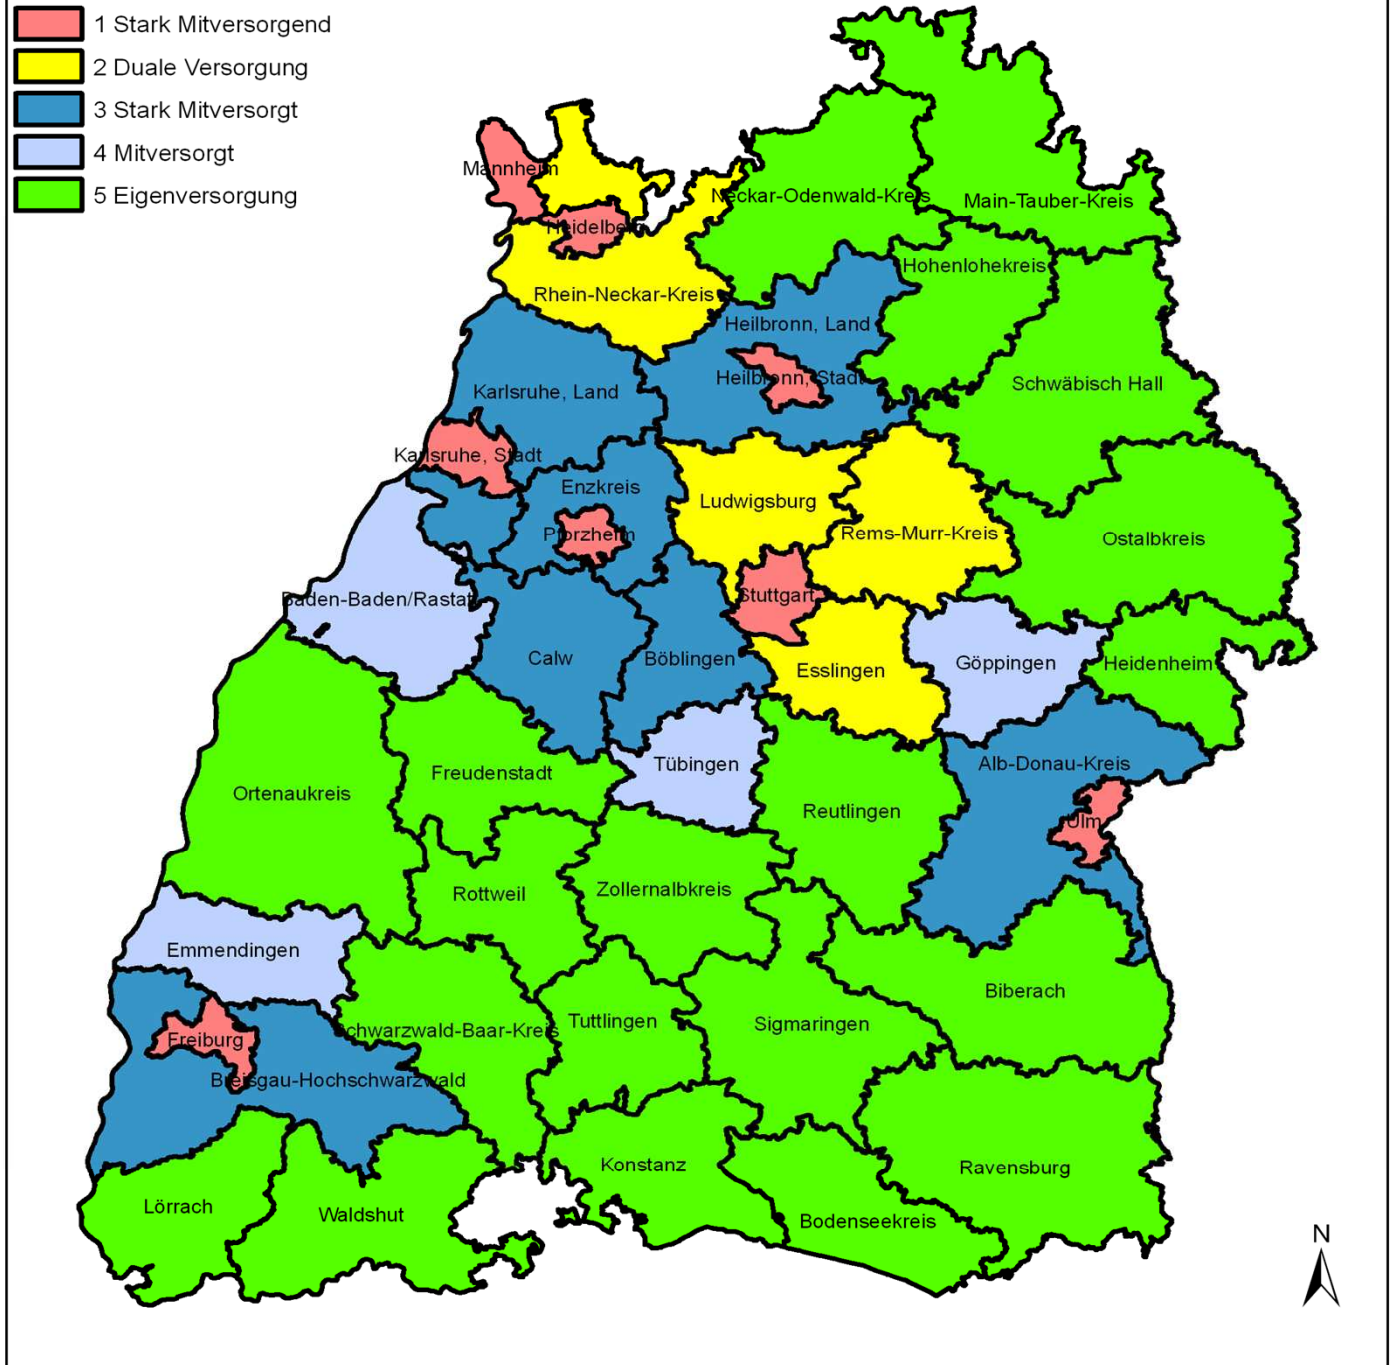 1 Stark Mitversorgend
2 Duale Versorgung
3 Stark Mitversorgt
4 Mitversorgt
5 Eigenversorgung
Mannheim
Neckar-Odenwald-Kreis
Main-Tauber-Kreis
Heidelberg
Hohenlohekreis
Rhein-Neckar-Kreis
Heilbronn, Land
Heilbronn, Stadt
Schwäbisch Hall
Karlsruhe, Land
Karlsruhe, Stadt
Enzkreis
Ludwigsburg
Pforzheim
Rems-Murr-Kreis
Ostalbkreis
Baden-Baden/Rastatt
Stuttgart
Calw
Böblingen
Esslingen
Göppingen
Heidenheim
Freudenstadt
Tübingen
Alb-Donau-Kreis
Ortenaukreis
Reutlingen
Ulm
Rottweil
Zollernalbkreis
Emmendingen
Biberach
Schwarzwald-Baar-Kreis
Tuttlingen
Sigmaringen
Freiburg
Breisgau-Hochschwarzwald
Konstanz
Ravensburg
Lörrach
Waldshut
Bodenseekreis
N